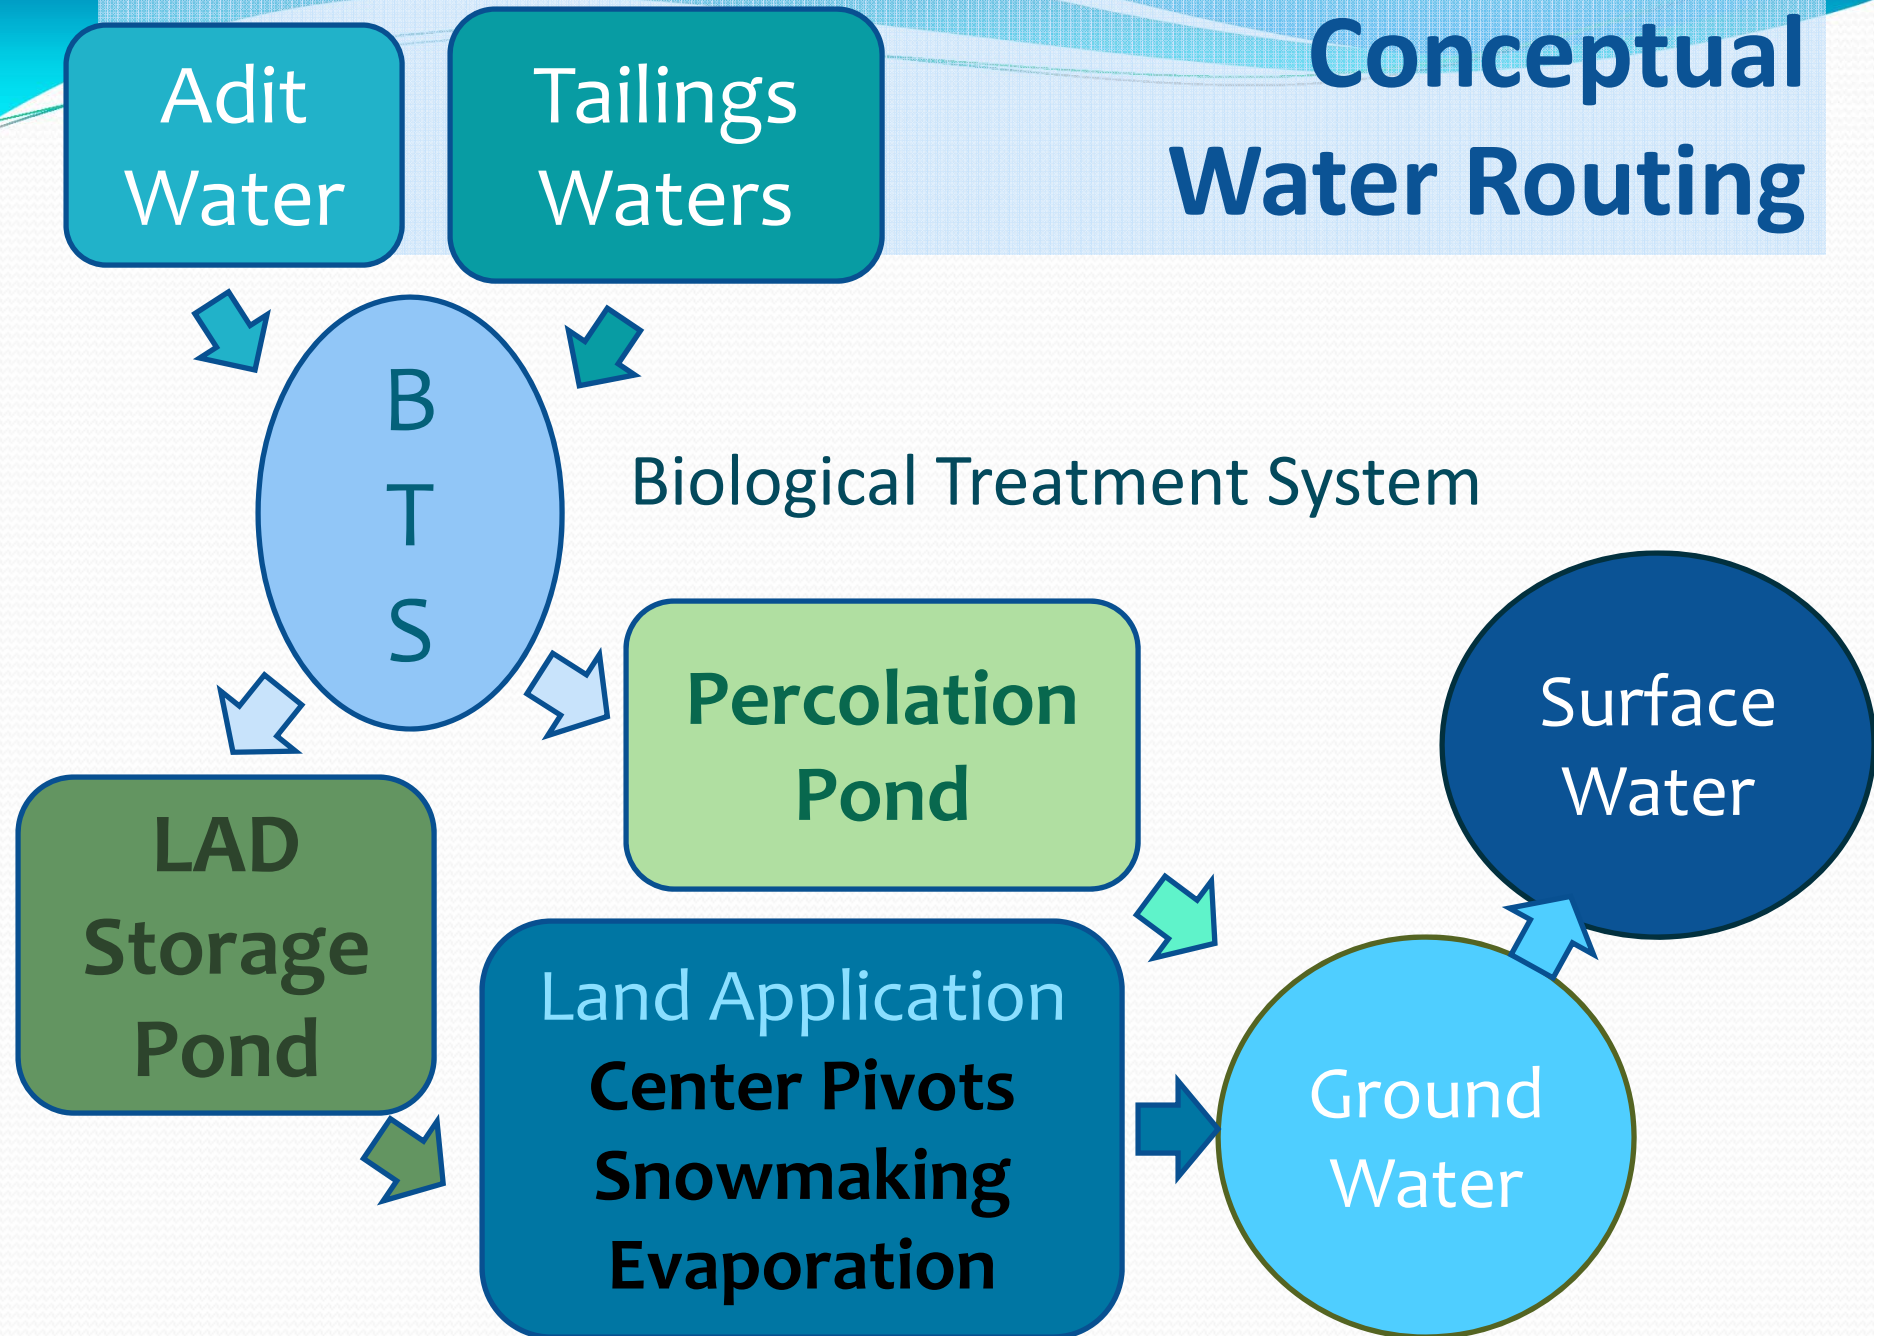 Conceptual
Water Routing
Adit
Water
Tailings
Waters
B
T
S
Biological Treatment System
Percolation
Pond
Surface
Water
LAD
Storage
Pond
Land Application
Center Pivots
Snowmaking
Evaporation
Ground
Water